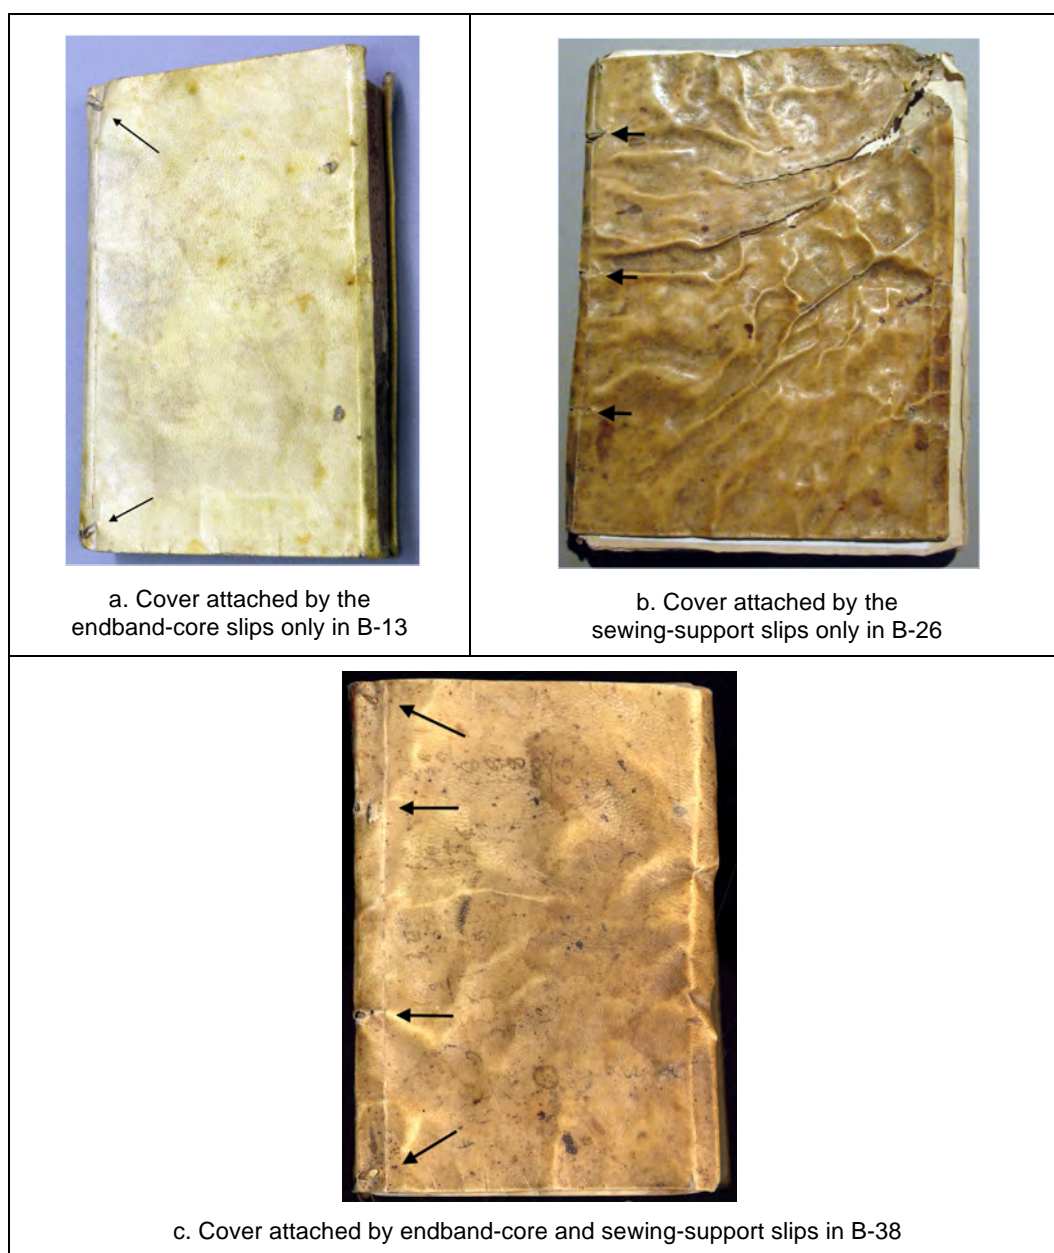 a. Cover attached by the
endband-core slips only in B-13
b. Cover attached by the
sewing-support slips only in B-26
c. Cover attached by endband-core and sewing-support slips in B-38